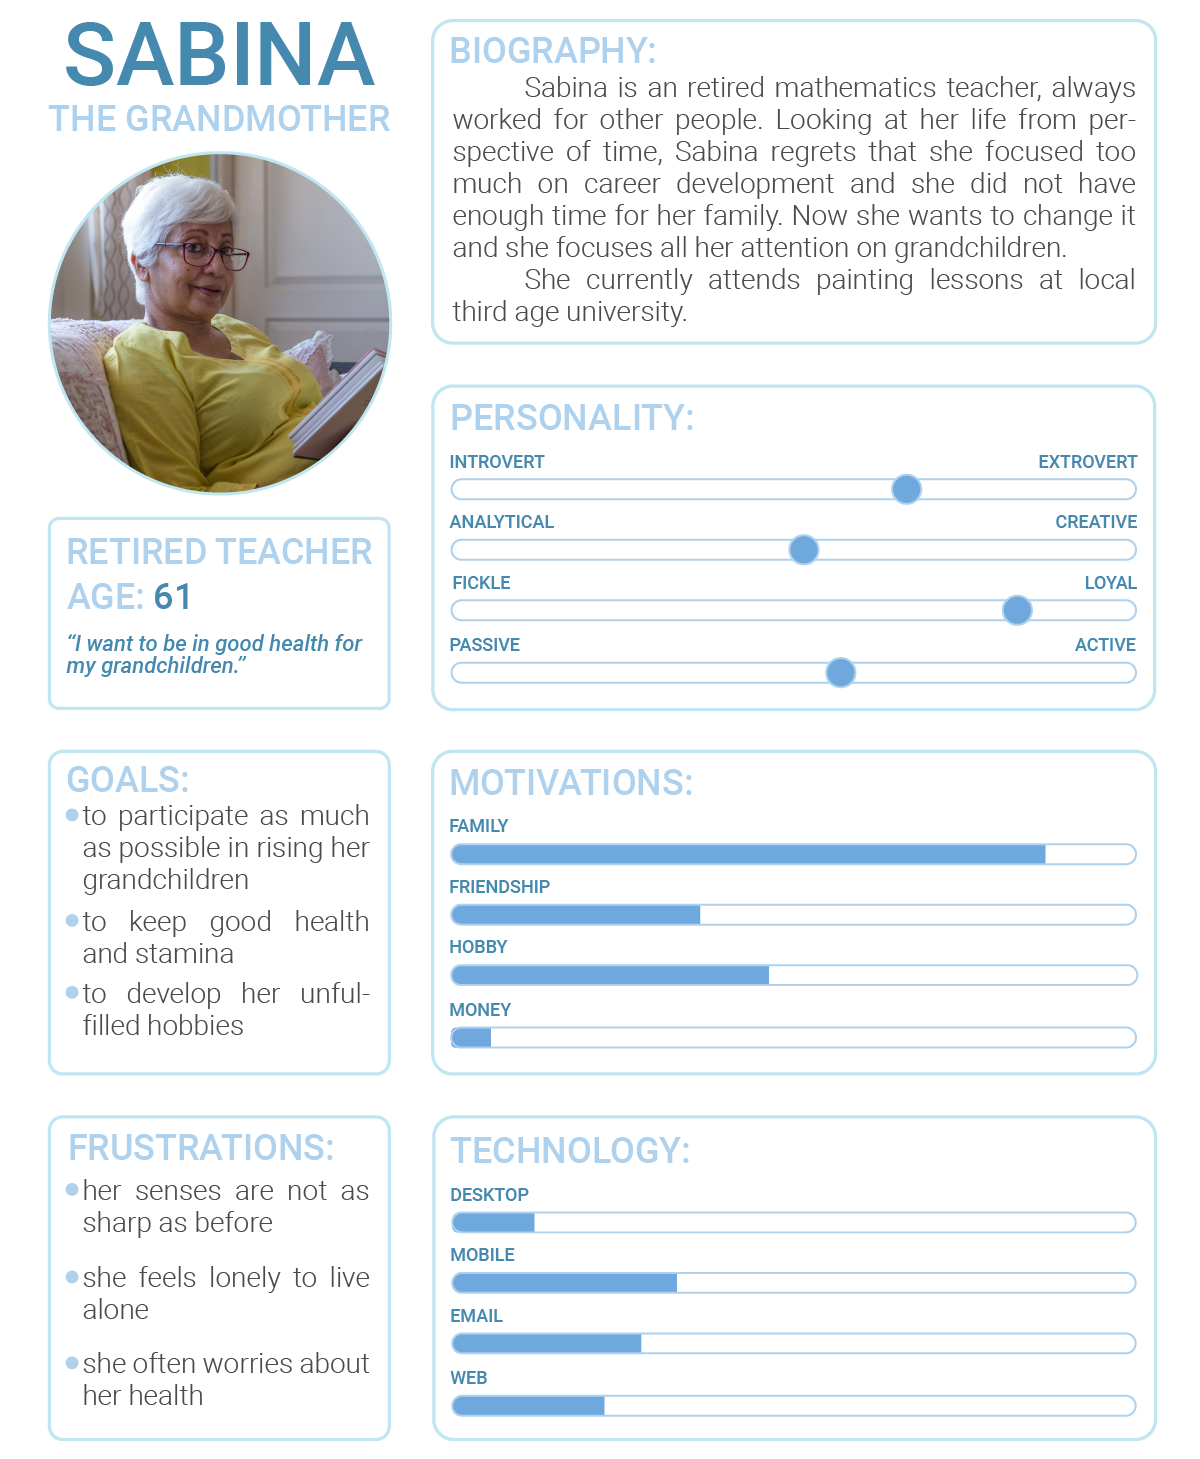 SABINA
THE GRANDMOTHER
RETIRED TEACHER
AGE: 61
“I want to be in good health for
my grandchildren.”
GOALS:
to participate as much
as possible in rising her
grandchildren
to keep good health
and stamina
to develop her unful-
filled hobbies
FRUSTRATIONS:
her senses are not as
sharp as before
she feels lonely to live
alone
she often worries about
her health
BIOGRAPHY:
Sabina is an retired mathematics teacher, always
worked for other people. Looking at her life from per-
spective of time, Sabina regrets that she focused too
much on career development and she did not have
enough time for her family. Now she wants to change it
and she focuses all her attention on grandchildren.
She currently attends painting lessons at local
third age university.
PERSONALITY:
INTROVERT EXTROVERT
ANALYTICAL CREATIVE
FICKLE LOYAL
PASSIVE ACTIVE
MOTIVATIONS:
FAMILY
FRIENDSHIP
HOBBY
MONEY
TECHNOLOGY:
DESKTOP
MOBILE
EMAIL
WEB